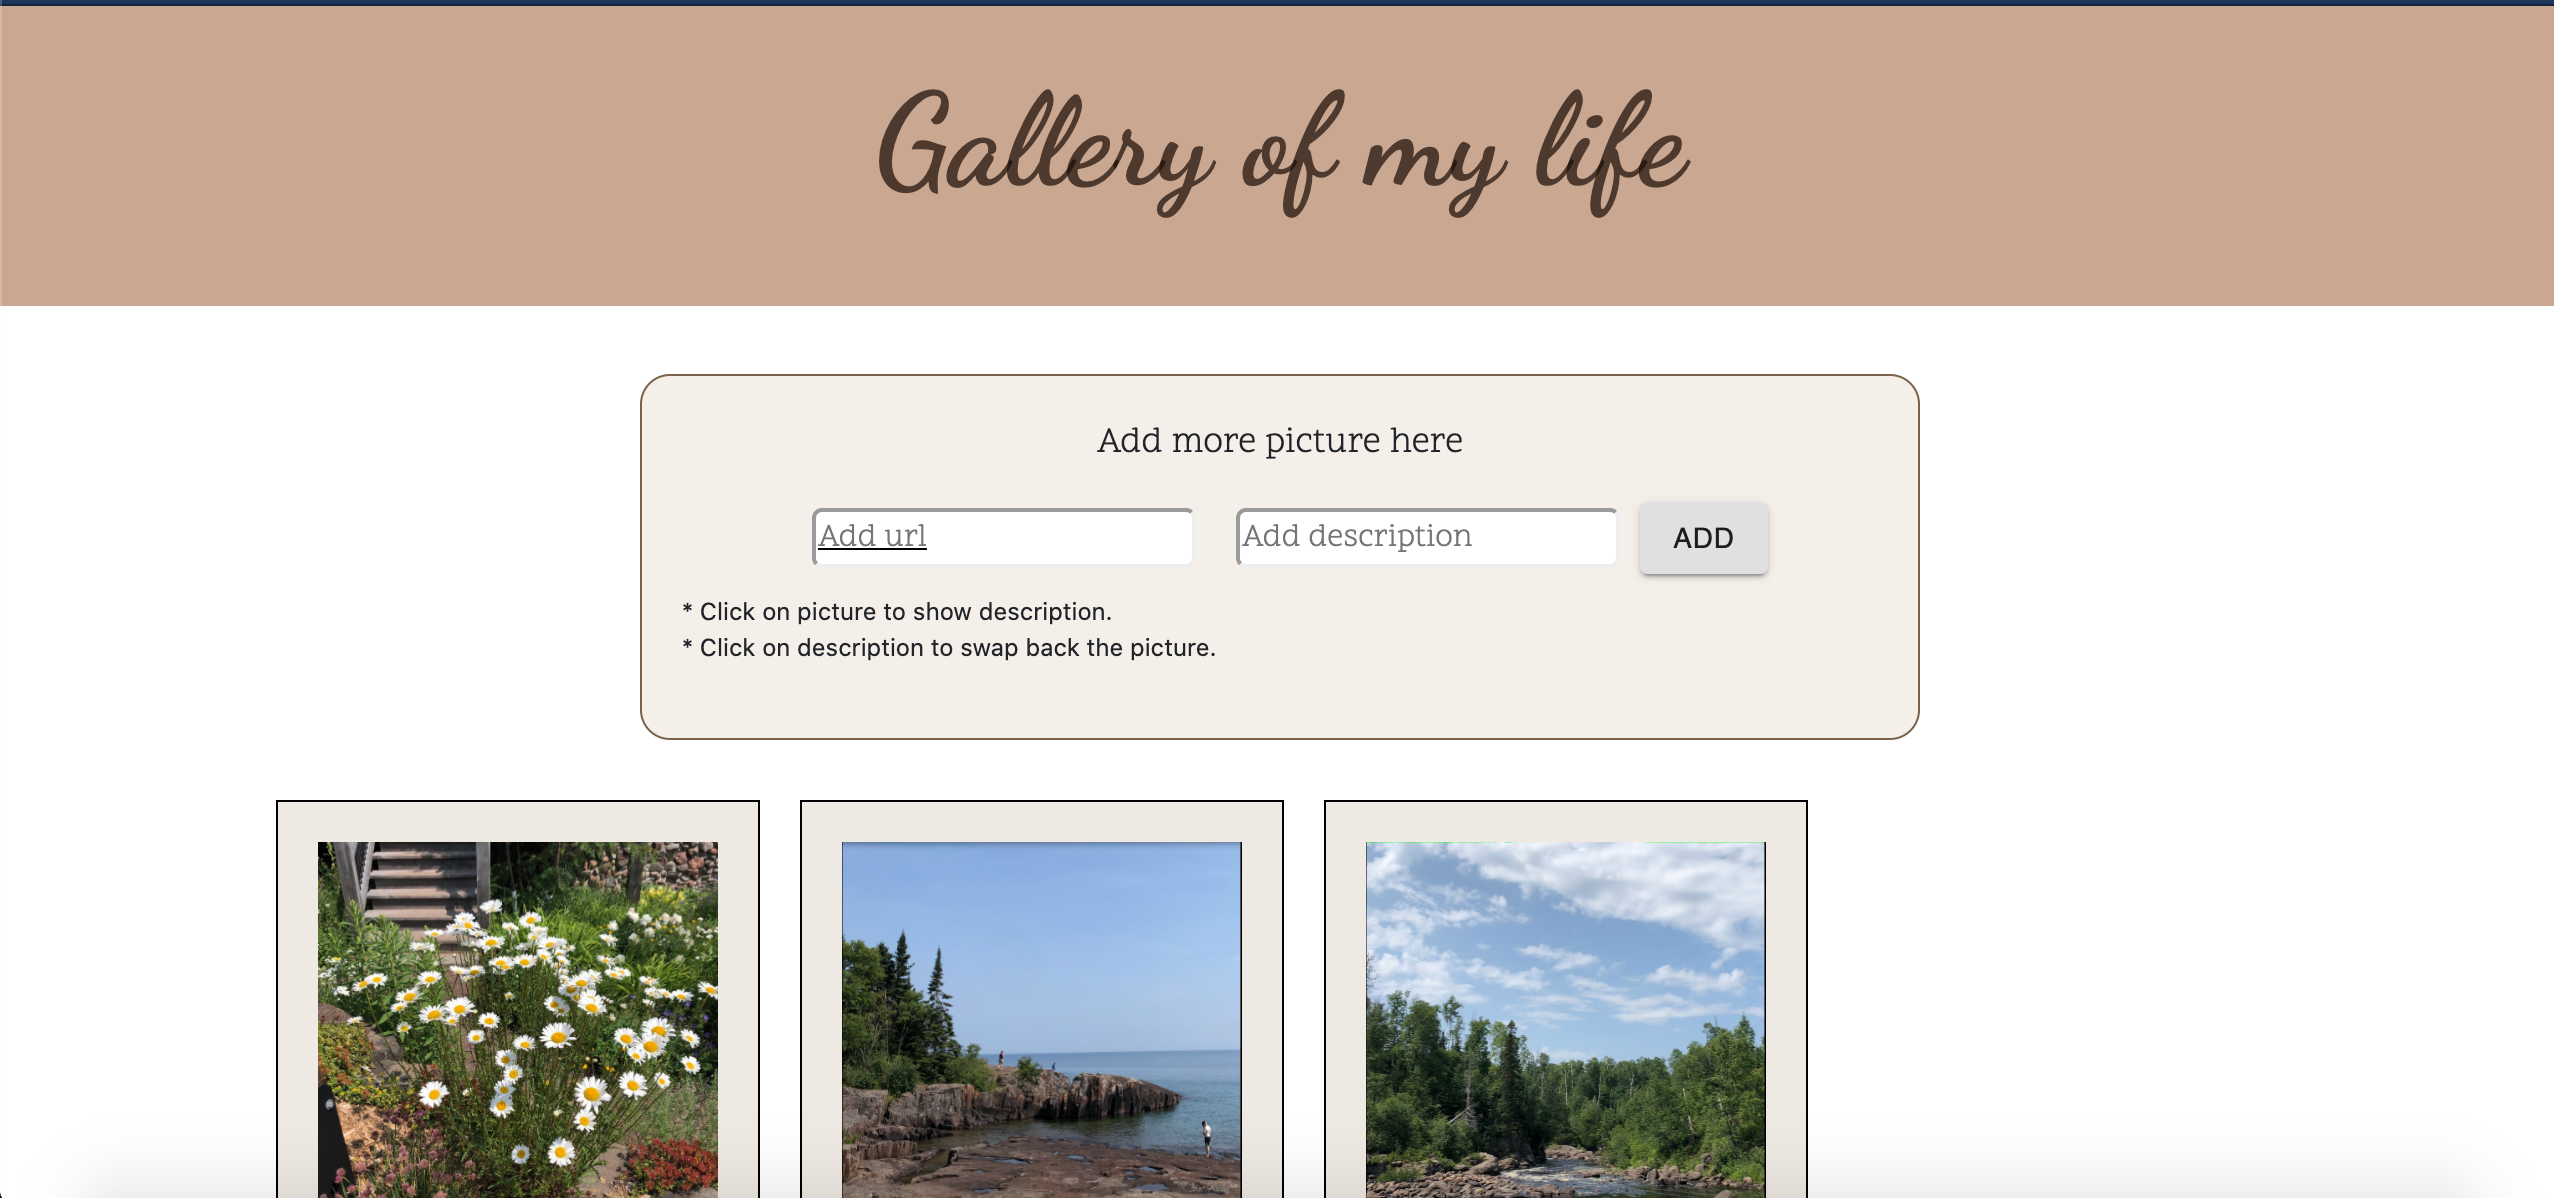 Gallery of my life
Add more picture here
Add url
Add description
ADD
* Click on picture to show description.
* Click on description to swap back the picture.